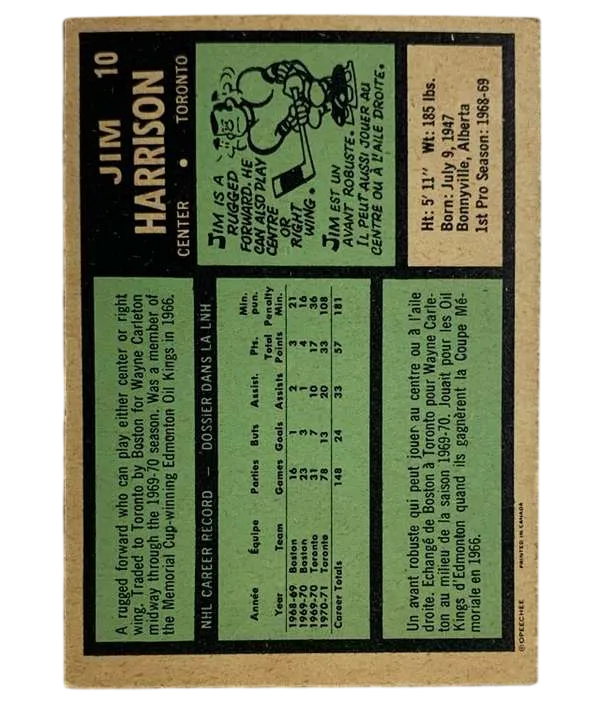 JIM 10
HARRISON
CENTER • TORONTO
A rugged forward who can play either center or right
wing. Traded to Toronto by Boston for Wayne Carleton
midway through the 1969-70 season. Was a member of
the Memorial Cup-winning Edmonton Oil Kings in 1966.
JIM IS A
RUGGED
FORWARD. HE
CAN ALSO PLAY
CENTRE
OR
RIGHT
WING.
JIM EST UN
AVANT ROBUSTE.
IL PEUT AUSSI JOUER AU
CENTRE OU À L'AILE DROITE.
NHL CAREER RECORD — DOSSIER DANS LA LNH
Année Équipe Parties Buts Assist. Pts. Min. pun.
Year Team Games Goals Assists Total Points Penalty Min.
1968-69 Boston 16 1 2 3 21
1969-70 Boston 23 3 1 4 16
1969-70 Toronto 31 7 10 17 36
1970-71 Toronto 78 13 20 33 108
Career Totals 148 24 33 57 181
Ht: 5' 11" Wt: 185 lbs.
Born: July 9, 1947
Bonnyville, Alberta
1st Pro Season: 1968-69
Un avant robuste qui peut jouer au centre ou à l'aile
droite. Echangé de Boston à Toronto pour Wayne Carle-
ton au milieu de la saison 1969-70. Jouait pour les Oil
Kings d'Edmonton quand ils gagnèrent la Coupe Mé-
moriale en 1966.
© OPEECHEE PRINTED IN CANADA